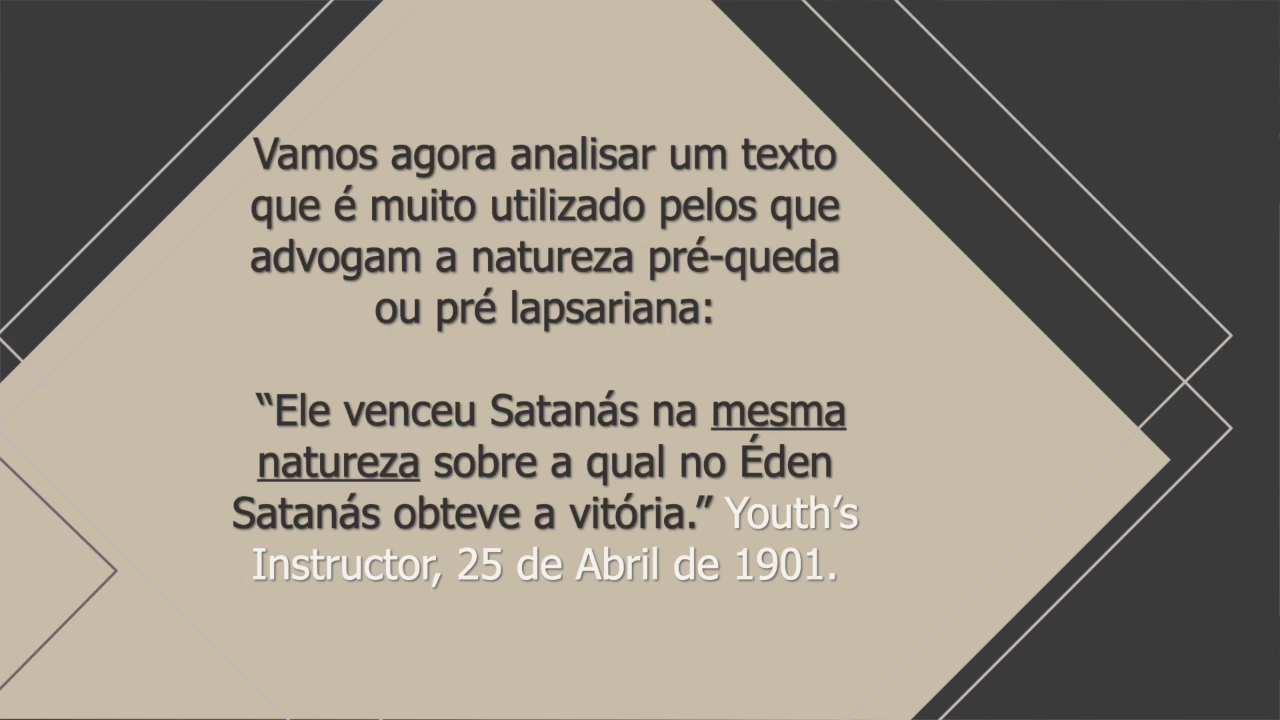 Vamos agora analisar um texto
que é muito utilizado pelos que
advogam a natureza pré-queda
ou pré lapsariana:
“Ele venceu Satanás na mesma
natureza sobre a qual no Éden
Satanás obteve a vitória.” Youth’s
Instructor, 25 de Abril de 1901.